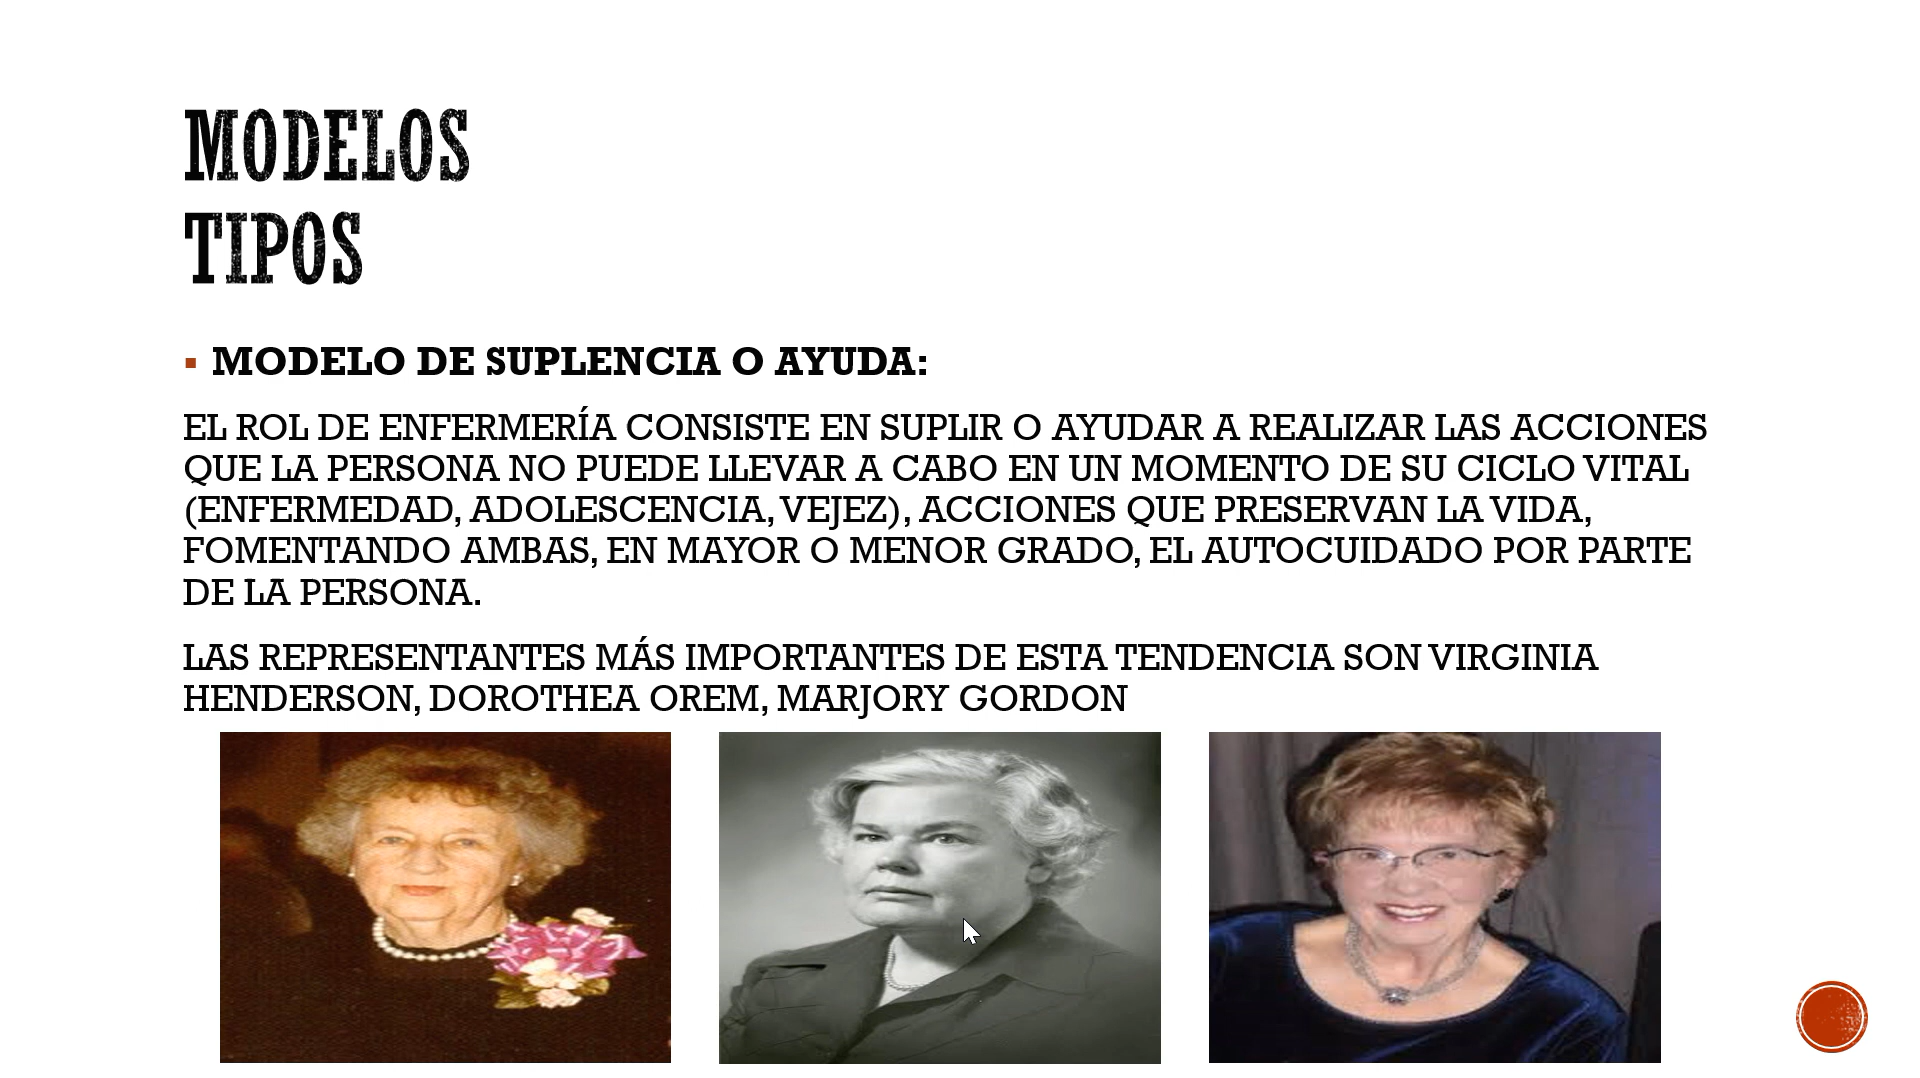 MODELOS
TIPOS
MODELO DE SUPLENCIA O AYUDA:
EL ROL DE ENFERMERÍA CONSISTE EN SUPLIR O AYUDAR A REALIZAR LAS ACCIONES
QUE LA PERSONA NO PUEDE LLEVAR A CABO EN UN MOMENTO DE SU CICLO VITAL
(ENFERMEDAD, ADOLESCENCIA, VEJEZ), ACCIONES QUE PRESERVAN LA VIDA,
FOMENTANDO AMBAS, EN MAYOR O MENOR GRADO, EL AUTOCUIDADO POR PARTE
DE LA PERSONA.
LAS REPRESENTANTES MÁS IMPORTANTES DE ESTA TENDENCIA SON VIRGINIA
HENDERSON, DOROTHEA OREM, MARJORY GORDON